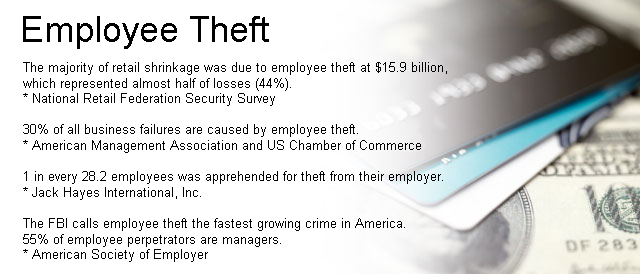 Employee Theft
The majority of retail shrinkage was due to employee theft at $15.9 billion,
which represented almost half of losses (44%).
* National Retail Federation Security Survey
30% of all business failures are caused by employee theft.
* American Management Association and US Chamber of Commerce
1 in every 28.2 employees was apprehended for theft from their employer.
* Jack Hayes International, Inc.
The FBI calls employee theft the fastest growing crime in America.
55% of employee perpetrators are managers.
* American Society of Employer
DF 283